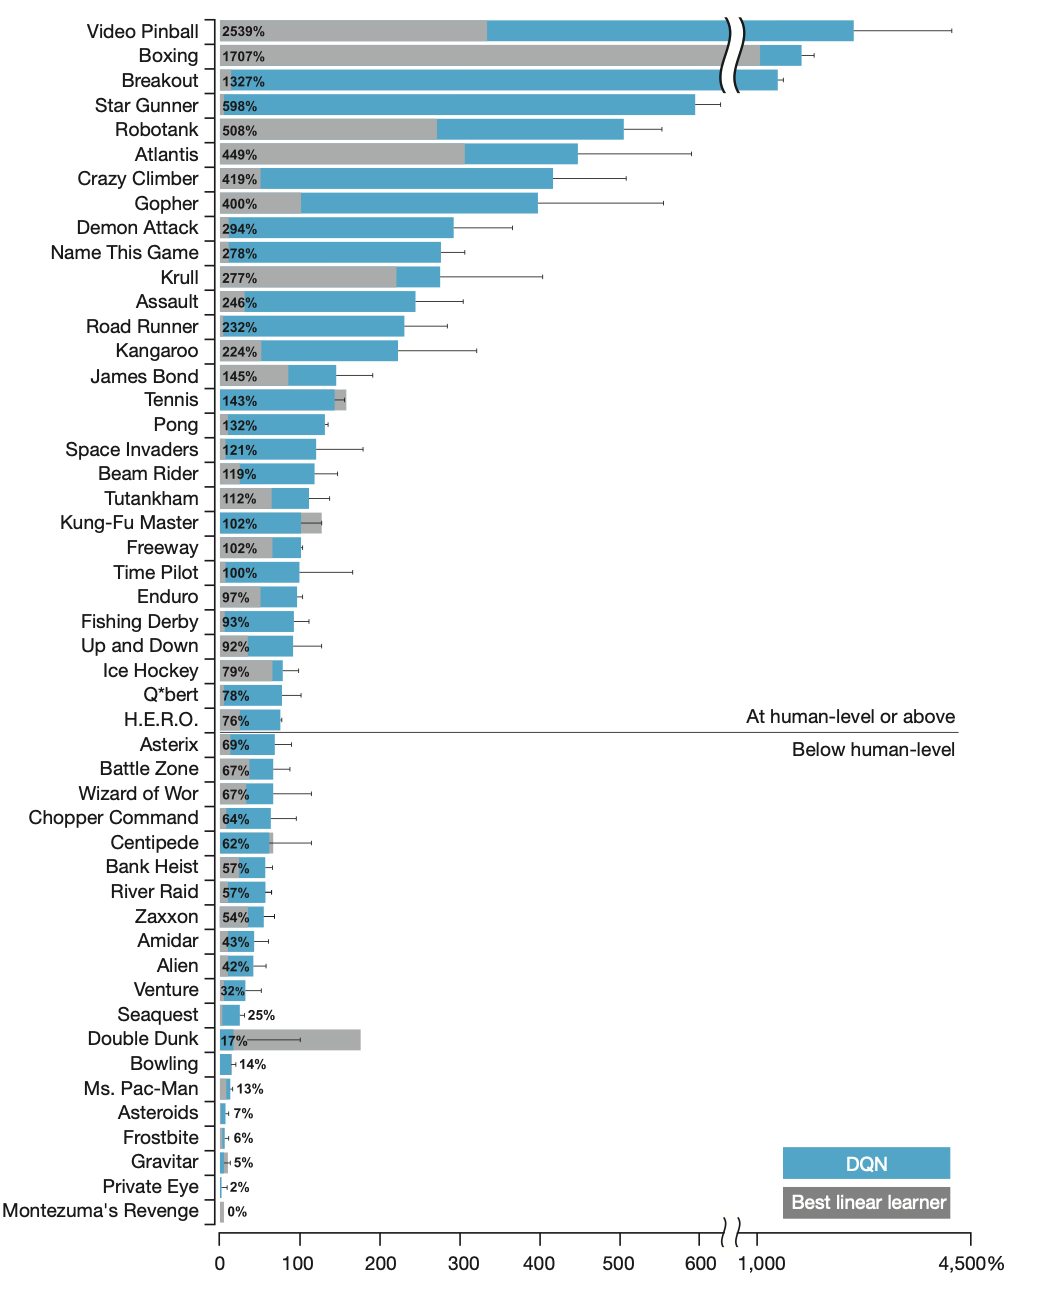 Video Pinball 2539%
Boxing 1707%
Breakout 1327%
Star Gunner 598%
Robotank 508%
Atlantis 449%
Crazy Climber 419%
Gopher 400%
Demon Attack 294%
Name This Game 278%
Krull 277%
Assault 246%
Road Runner 232%
Kangaroo 224%
James Bond 145%
Tennis 143%
Pong 132%
Space Invaders 121%
Beam Rider 119%
Tutankham 112%
Kung-Fu Master 102%
Freeway 102%
Time Pilot 100%
Enduro 97%
Fishing Derby 93%
Up and Down 92%
Ice Hockey 79%
Q*bert 78%
H.E.R.O. 76%
At human-level or above
Asterix 69%
Below human-level
Battle Zone 67%
Wizard of Wor 67%
Chopper Command 64%
Centipede 62%
Bank Heist 57%
River Raid 57%
Zaxxon 54%
Amidar 43%
Alien 42%
Venture 32%
Seaquest 25%
Double Dunk 17%
Bowling 14%
Ms. Pac-Man 13%
Asteroids 7%
Frostbite 6%
Gravitar 5%
Private Eye 2%
Montezuma's Revenge 0%
DQN
Best linear learner
0 100 200 300 400 500 600 1,000 4,500%